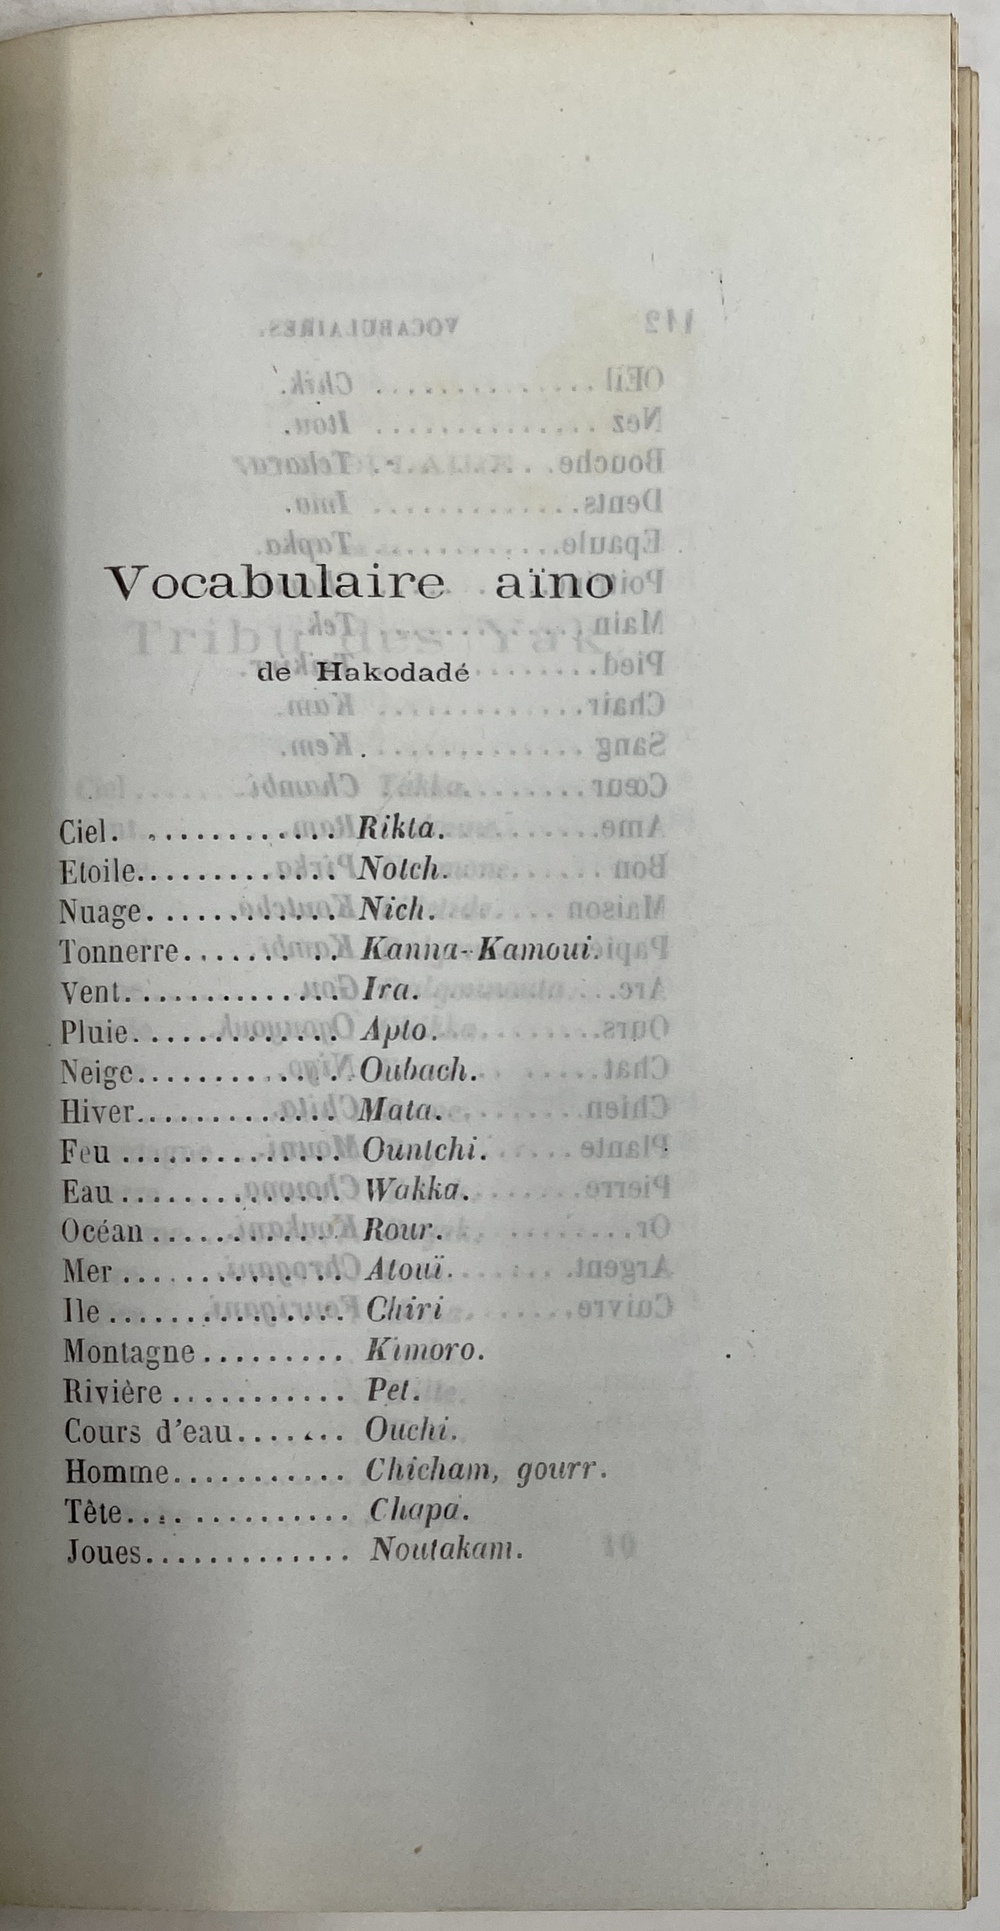 Vocabulaire aïno
de Hakodadé
Ciel. . ............ Rikta.
Etoile.............. Notch.
Nuage............. Nich.
Tonnerre....... .. Kanna-Kamoui.
Vent.............. Ira.
Pluie............. Apto.
Neige............. Oubach.
Hiver............. Mata.
Feu .............. Ountchi.
Eau .............. Wakka.
Océan ............ Rour.
Mer .............. Atouï.
Ile ............... Chiri
Montagne ......... Kimoro.
Rivière ........... Pet.
Cours d'eau....... Ouchi.
Homme........... Chicham, gourr.
Tête.............. Chapa.
Joues............. Noutakam.